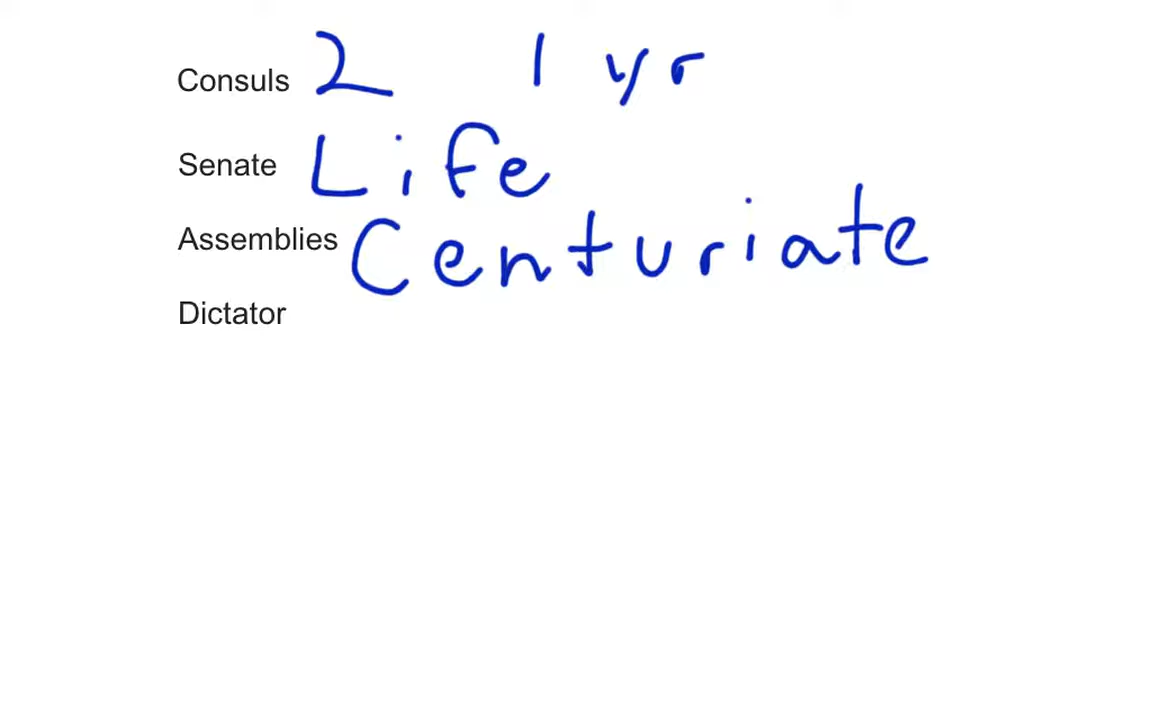 Consuls 2 1 yr
Senate Life
Assemblies Centuriate
Dictator